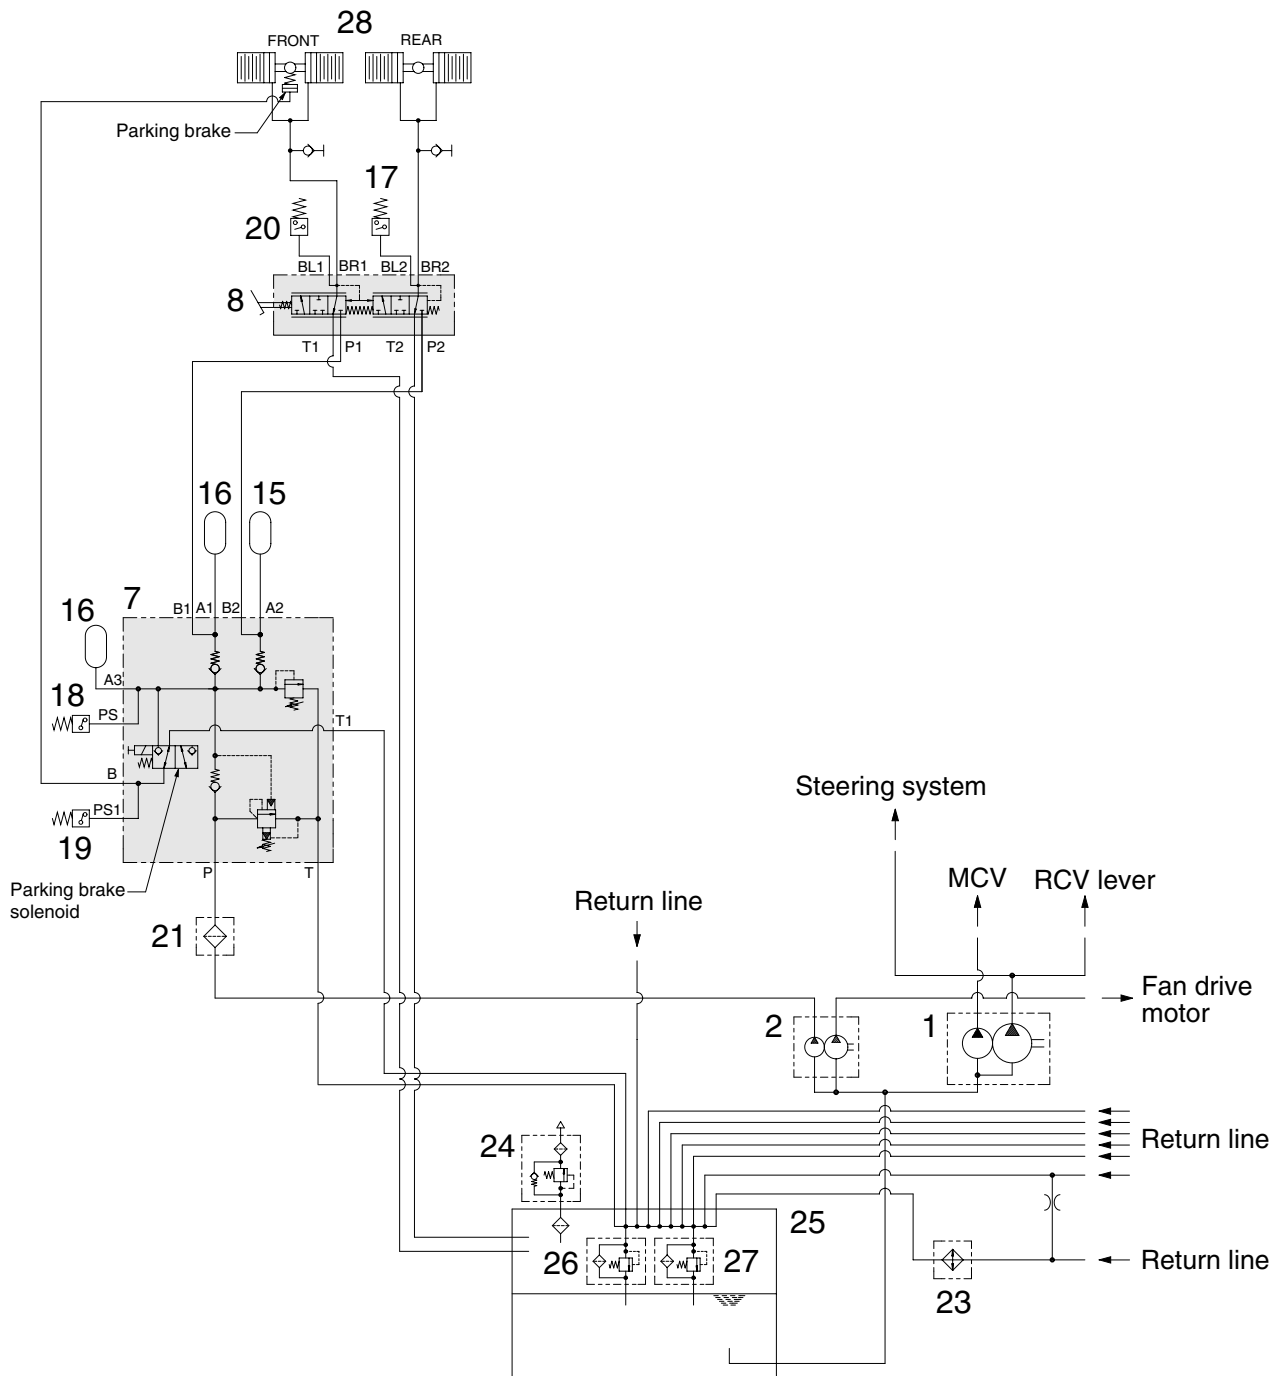 28
FRONT
REAR
Parking brake
17
20
BL1
BR1
BL2
BR2
8
T1
P1
T2
P2
16
15
7
B1
A1
B2
A2
16
A3
18
PS
T1
B
PS1
19
P
T
Parking brake
solenoid
21
Steering system
MCV
RCV lever
Return line
Fan drive
motor
2
1
24
Return line
25
26
27
Return line
23